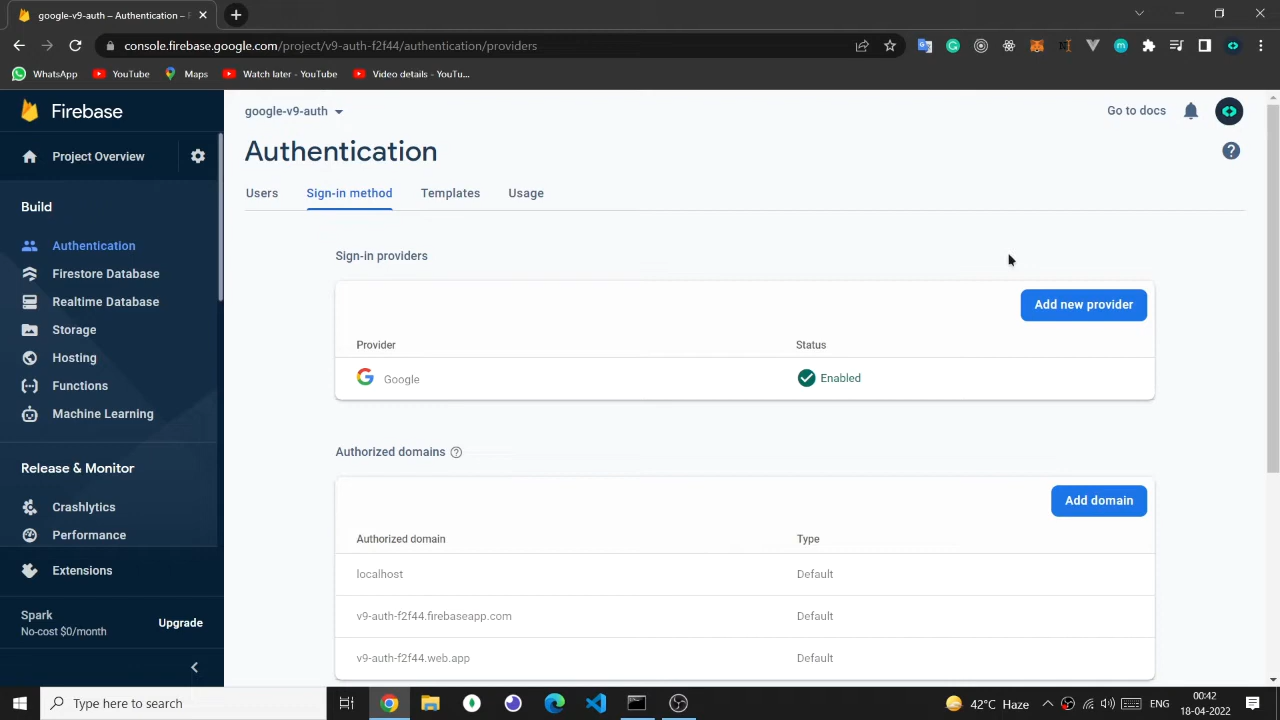 google-v9-auth – Authentication – F
console.firebase.google.com/project/v9-auth-f2f44/authentication/providers
WhatsApp
YouTube
Maps
Watch later - YouTube
Video details - YouTu...
Firebase
google-v9-auth
Go to docs
Project Overview
Authentication
Users
Sign-in method
Templates
Usage
Build
Authentication
Firestore Database
Realtime Database
Storage
Hosting
Functions
Machine Learning
Release & Monitor
Crashlytics
Performance
Extensions
Spark
No-cost $0/month
Upgrade
Sign-in providers
Add new provider
Provider
Status
Google
Enabled
Authorized domains
Add domain
Authorized domain
Type
localhost
Default
v9-auth-f2f44.firebaseapp.com
Default
v9-auth-f2f44.web.app
Default
Type here to search
42°C Haze
ENG
00:42
18-04-2022